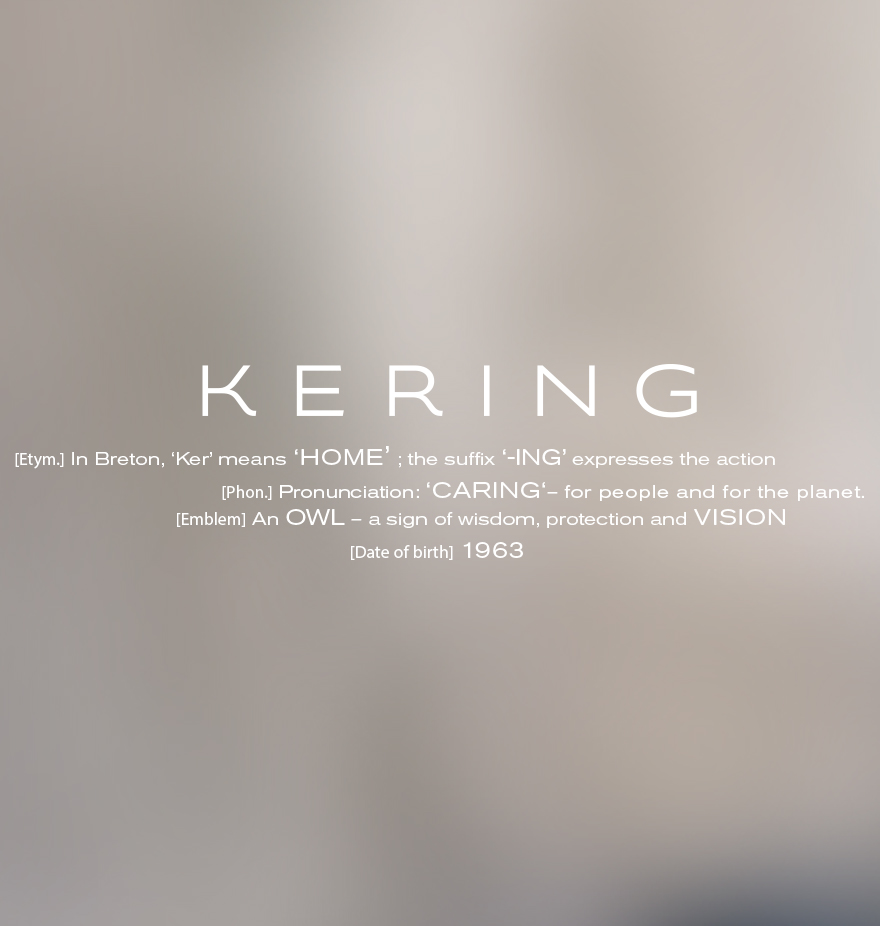 KERING
[Etym.] In Breton, ‘Ker’ means ‘HOME’ ; the suffix ‘-ING’ expresses the action
[Phon.] Pronunciation: ‘CARING‘– for people and for the planet.
[Emblem] An OWL – a sign of wisdom, protection and VISION
[Date of birth] 1963